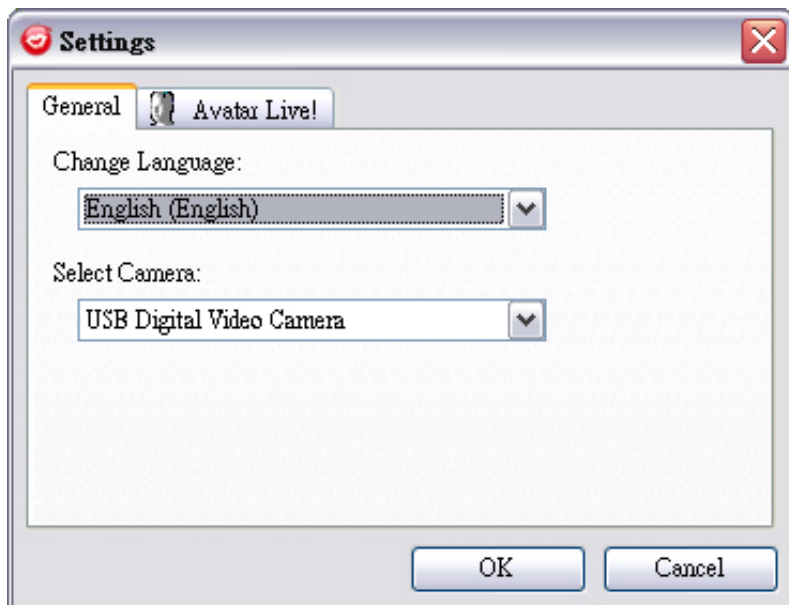 Settings
General Avatar Live!
Change Language:
English (English)
Select Camera:
USB Digital Video Camera
OK Cancel